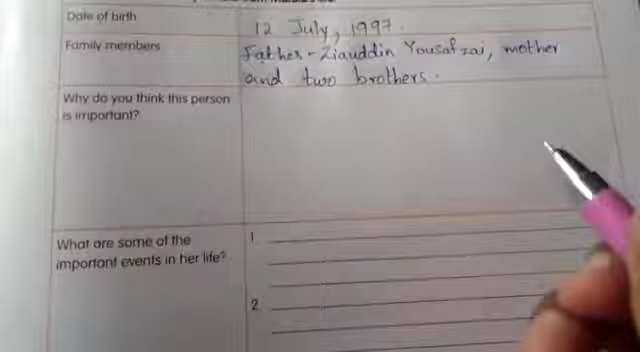 Date of birth
12 July, 1997.
Family members
Father - Ziauddin Yousafzai, mother
and two brothers.
Why do you think this person
is important?
What are some of the
important events in her life?
1.
2.